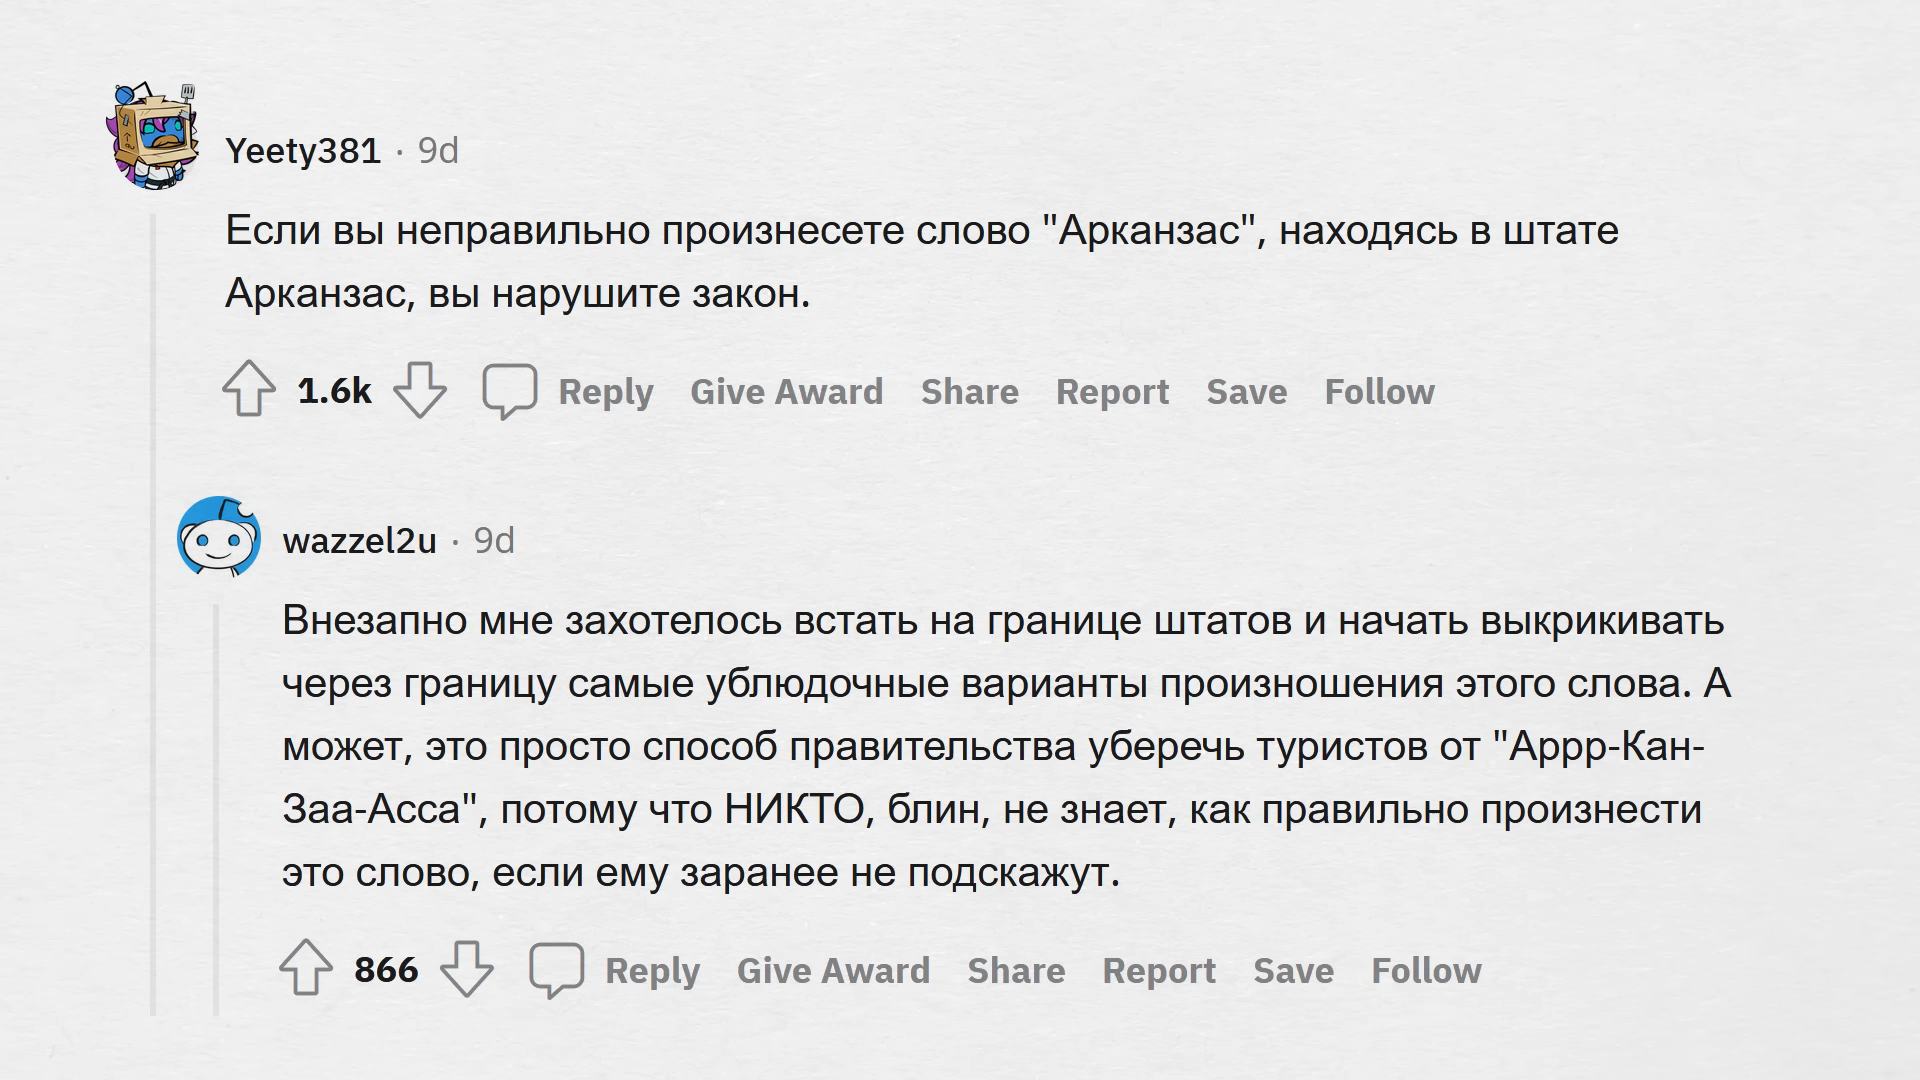 Yeety381 · 9d
Если вы неправильно произнесете слово "Арканзас", находясь в штате
Арканзас, вы нарушите закон.
1.6k Reply Give Award Share Report Save Follow
wazzel2u · 9d
Внезапно мне захотелось встать на границе штатов и начать выкрикивать
через границу самые ублюдочные варианты произношения этого слова. А
может, это просто способ правительства уберечь туристов от "Аррр-Кан-
Заа-Асса", потому что НИКТО, блин, не знает, как правильно произнести
это слово, если ему заранее не подскажут.
866 Reply Give Award Share Report Save Follow